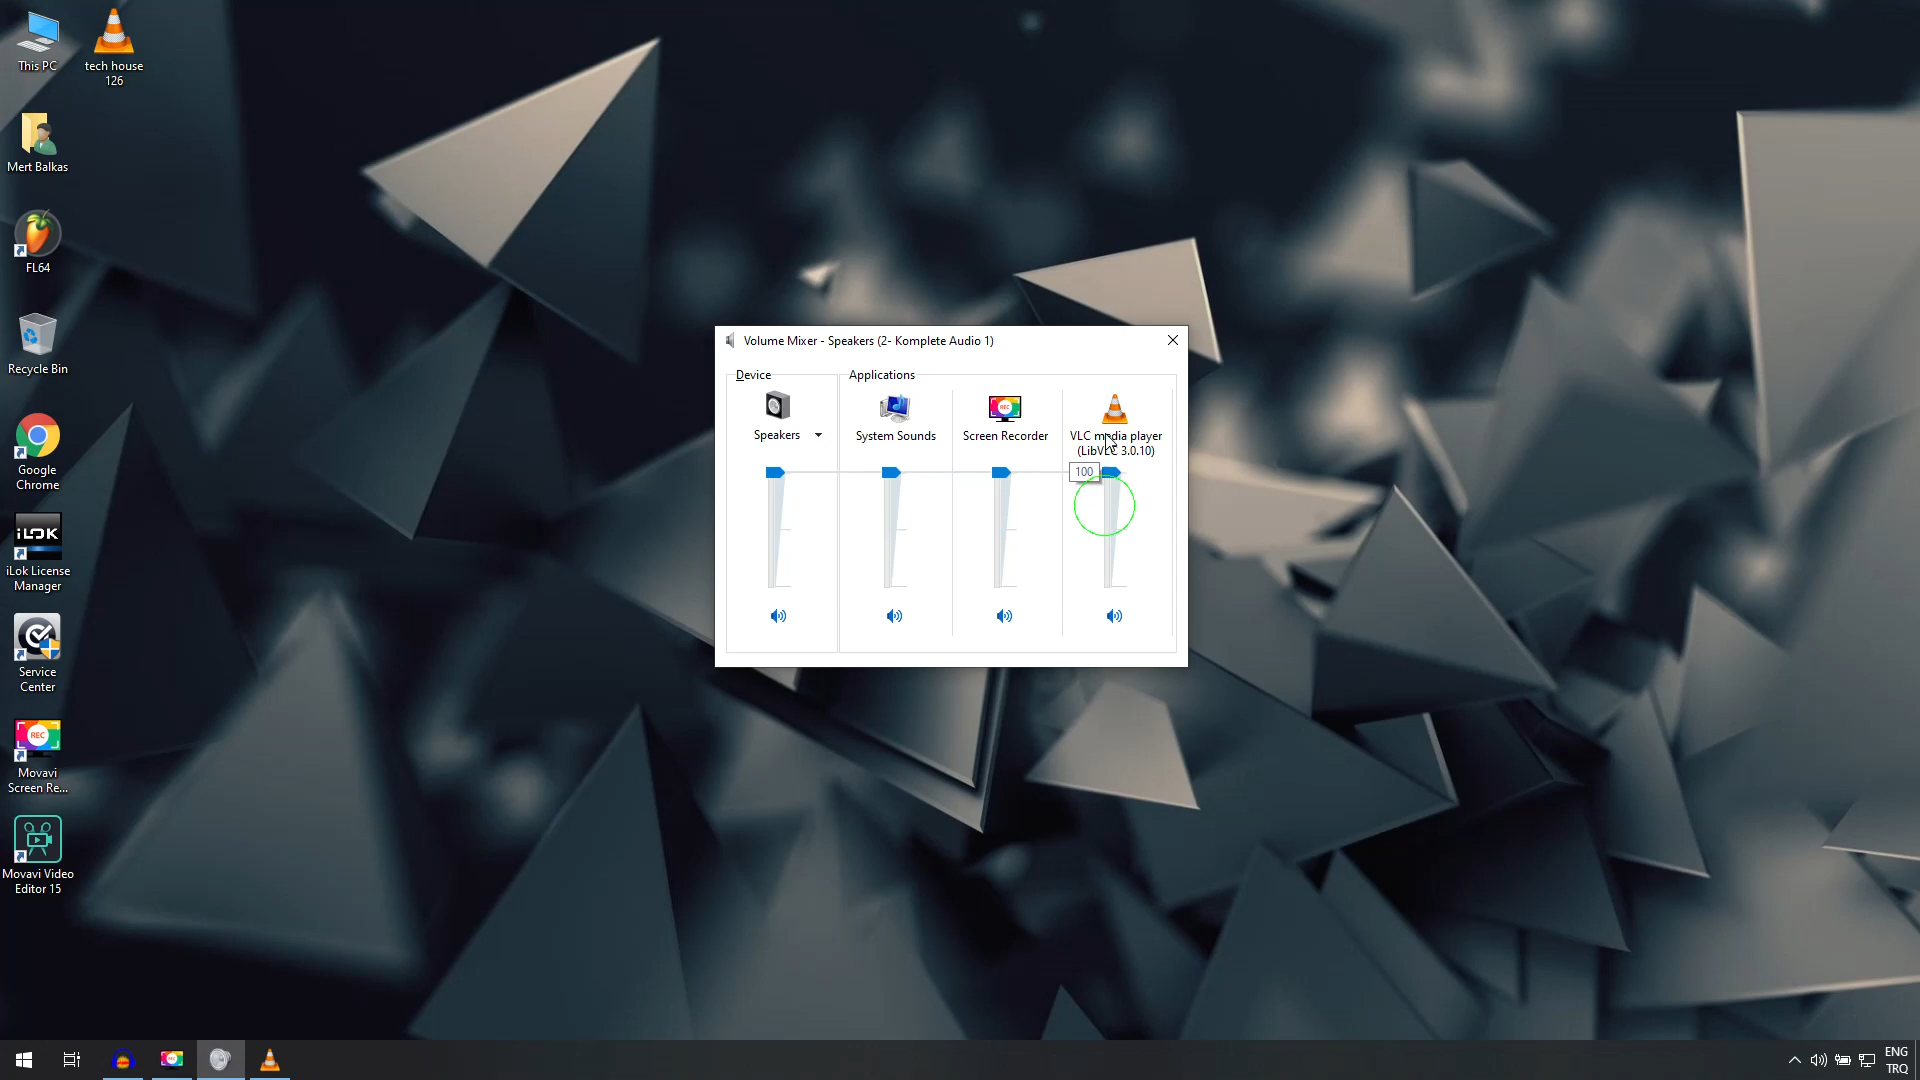 This PC
tech house
126
Mert Balkas
FL64
Recycle Bin
Google
Chrome
iLOK
iLok License
Manager
Service
Center
REC
Movavi
Screen Re...
Movavi Video
Editor 15
Volume Mixer - Speakers (2- Komplete Audio 1)
Device
Applications
Speakers
System Sounds
REC
Screen Recorder
VLC media player
(LibVLC 3.0.10)
100
ENG
TRQ